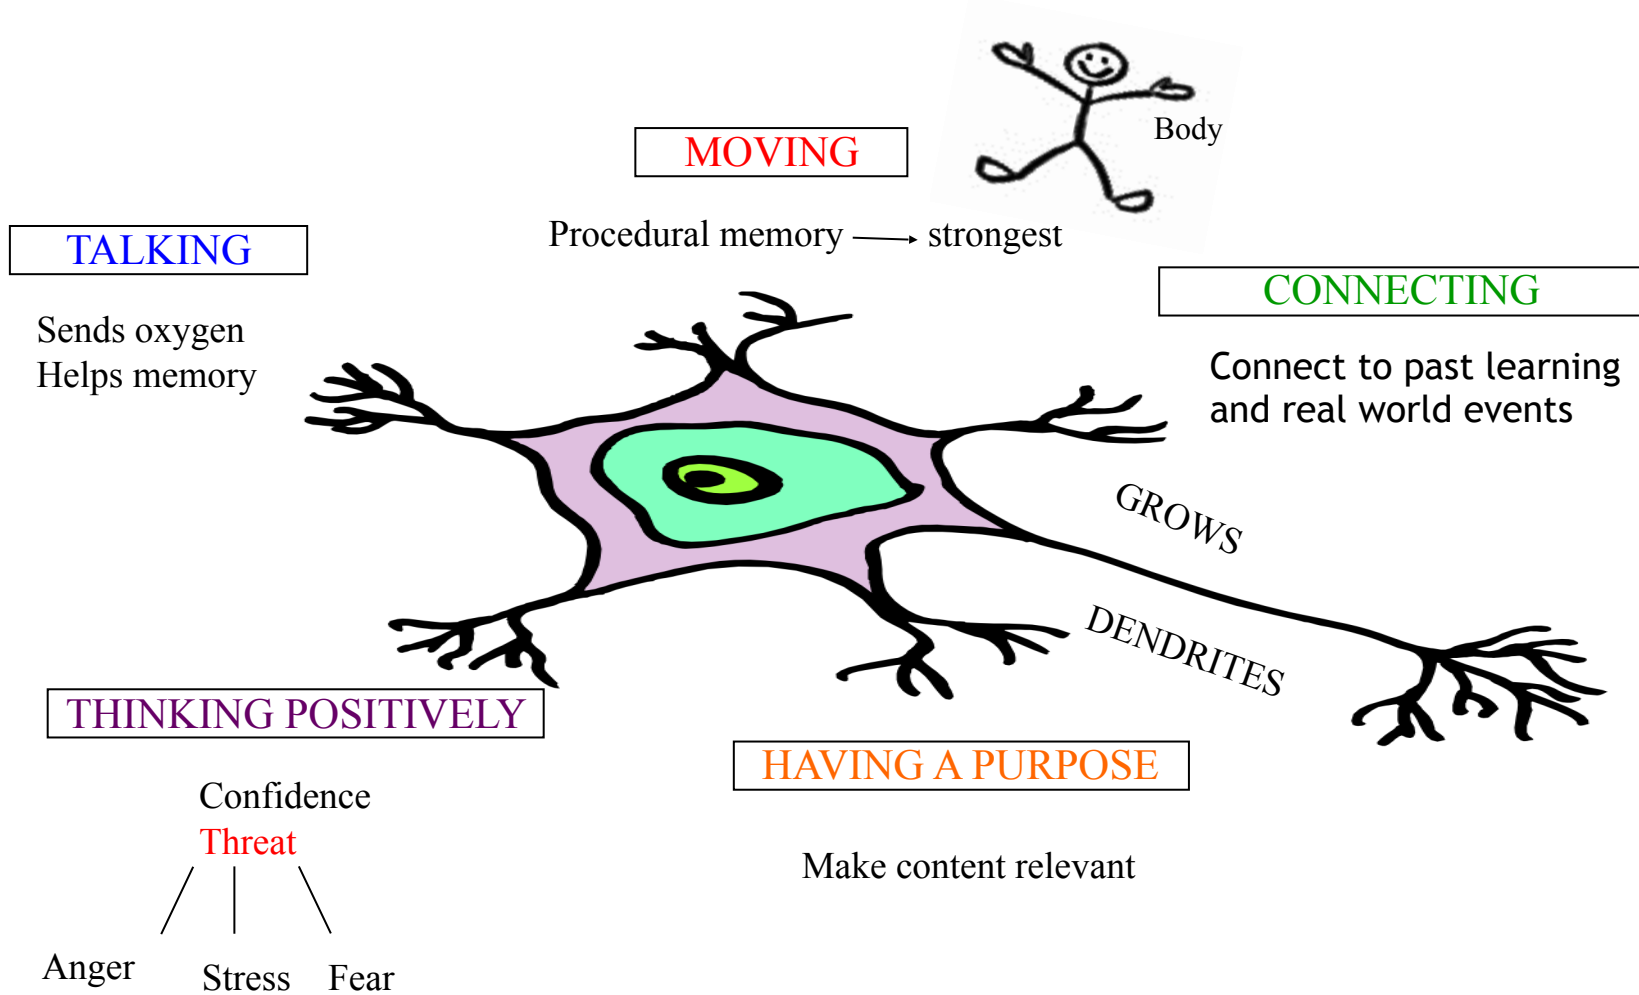 Body
MOVING
Procedural memory strongest
TALKING
Sends oxygen
Helps memory
CONNECTING
Connect to past learning
and real world events
GROWS
DENDRITES
THINKING POSITIVELY
Confidence
Threat
Anger
Stress
Fear
HAVING A PURPOSE
Make content relevant